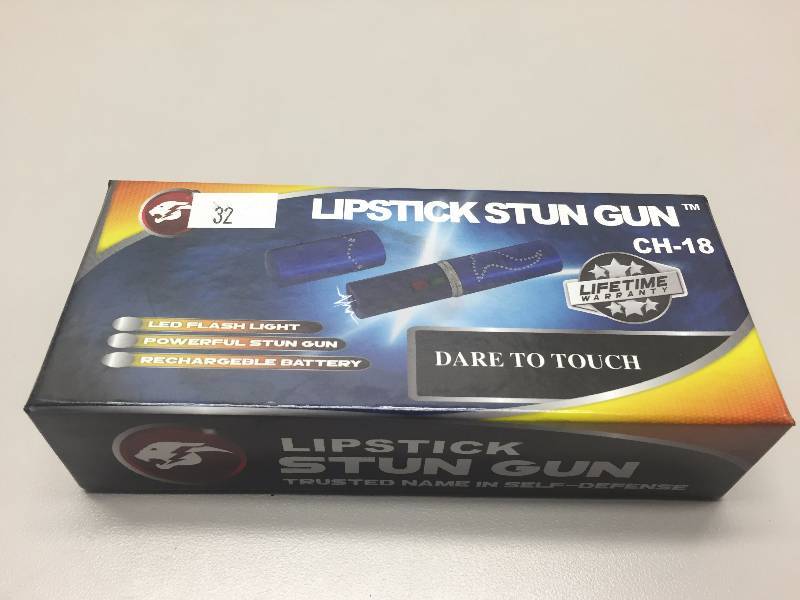 32
LIPSTICK STUN GUN™
CH-18
LIFETIME
WARRANTY
LED FLASH LIGHT
POWERFUL STUN GUN
RECHARGEBLE BATTERY
DARE TO TOUCH
LIPSTICK
STUN GUN
TRUSTED NAME IN SELF-DEFENSE